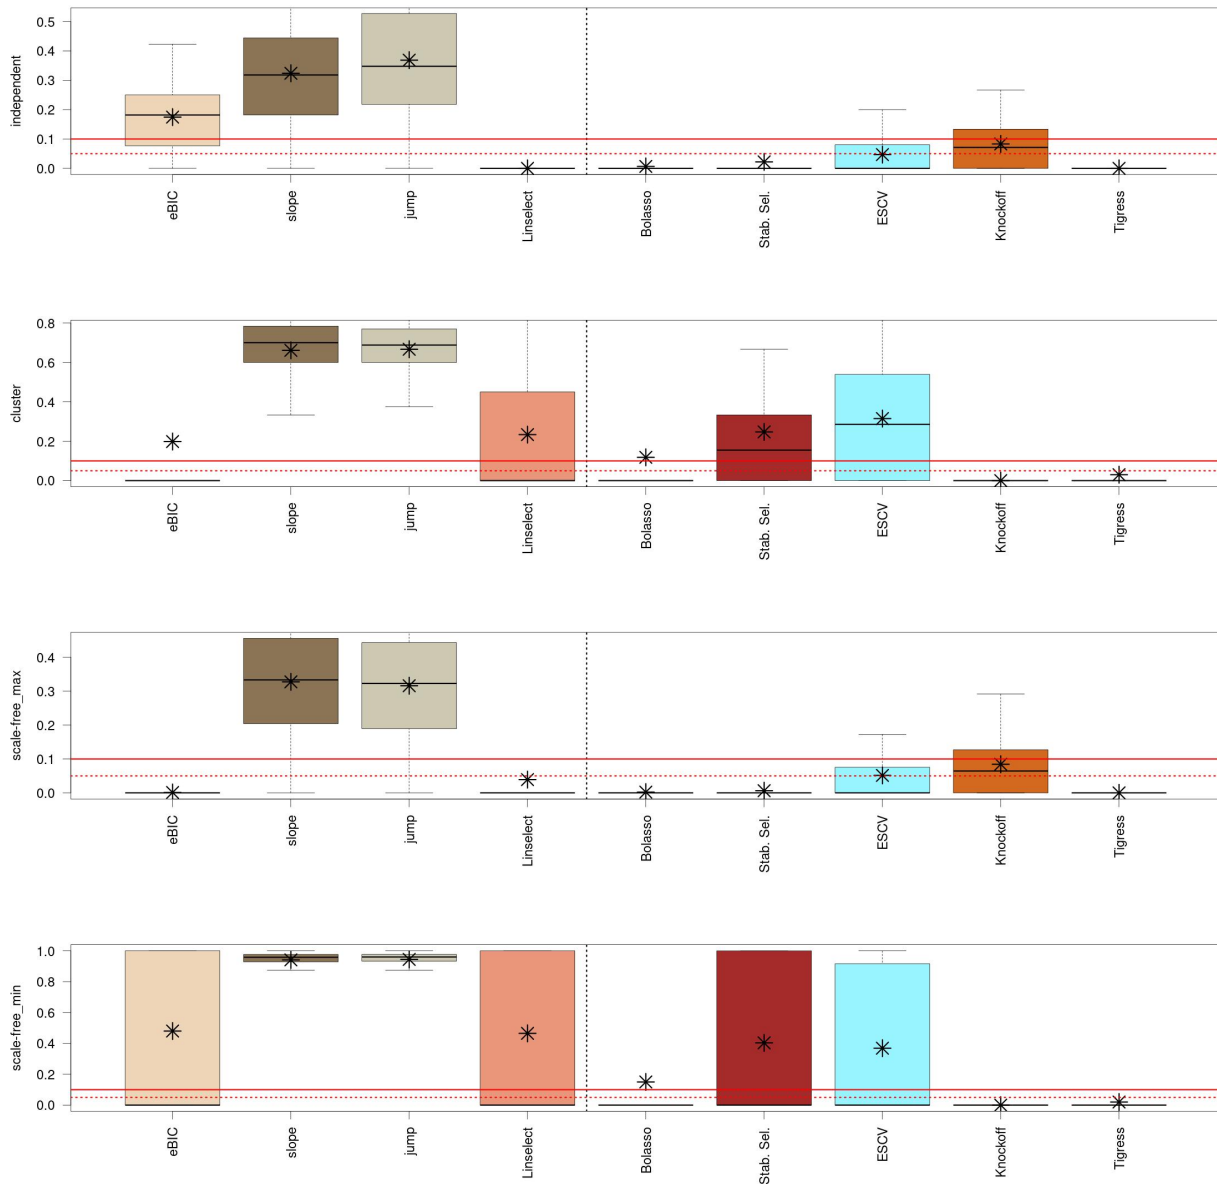 independent
0.5
0.4
0.3
0.2
0.1
0.0
eBIC
slope
jump
Linselect
Bolasso
Stab. Sel.
ESCV
Knockoff
Tigress
cluster
0.8
0.6
0.4
0.2
0.0
eBIC
slope
jump
Linselect
Bolasso
Stab. Sel.
ESCV
Knockoff
Tigress
scale-free_max
0.4
0.3
0.2
0.1
0.0
eBIC
slope
jump
Linselect
Bolasso
Stab. Sel.
ESCV
Knockoff
Tigress
scale-free_min
1.0
0.8
0.6
0.4
0.2
0.0
eBIC
slope
jump
Linselect
Bolasso
Stab. Sel.
ESCV
Knockoff
Tigress